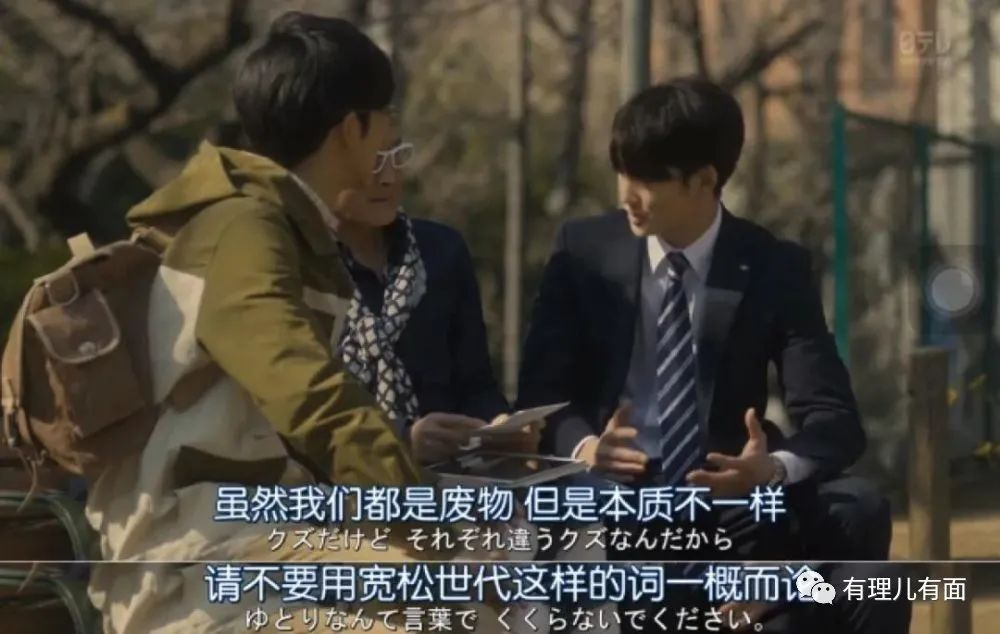 日テレ
虽然我们都是废物 但是本质不一样
クズだけど それぞれ違うクズなんだから
请不要用宽松世代这样的词一概而论
ゆとりなんて言葉で くくらないでください。
有理儿有面